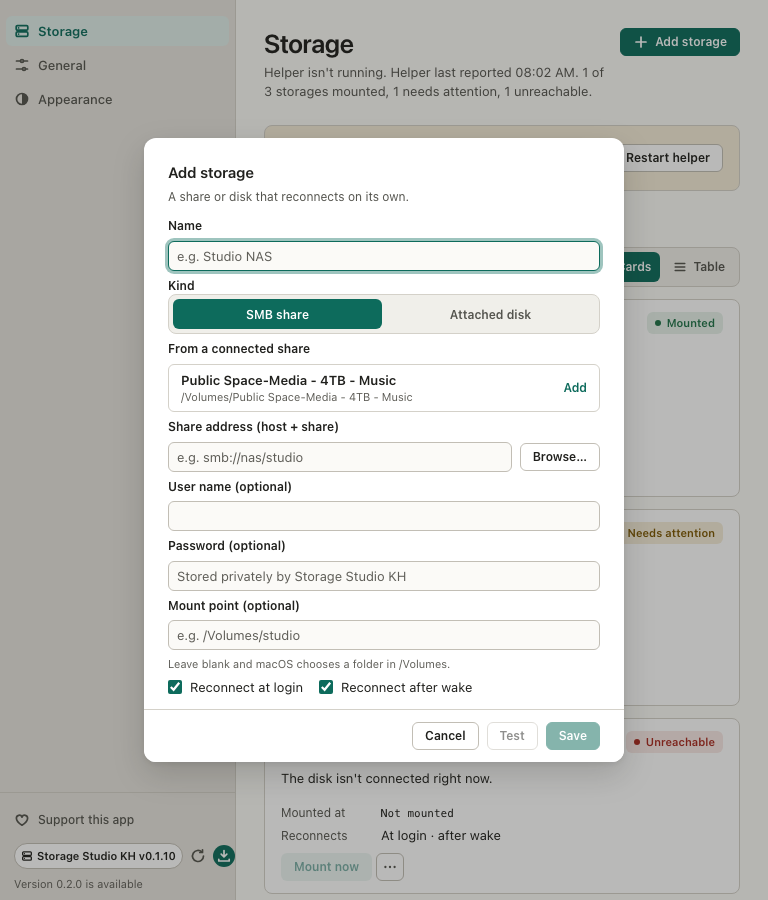 Storage
General
Appearance
Storage
Add storage
Helper isn't running. Helper last reported 08:02 AM. 1 of
3 storages mounted, 1 needs attention, 1 unreachable.
Restart helper
Table
Mounted
Needs attention
Add storage
A share or disk that reconnects on its own.
Name
e.g. Studio NAS
Kind
SMB share
Attached disk
From a connected share
Public Space-Media - 4TB - Music
/Volumes/Public Space-Media - 4TB - Music
Add
Share address (host + share)
e.g. smb://nas/studio
Browse...
User name (optional)
Password (optional)
Stored privately by Storage Studio KH
Mount point (optional)
e.g. /Volumes/studio
Leave blank and macOS chooses a folder in /Volumes.
Reconnect at login
Reconnect after wake
Cancel
Test
Save
Unreachable
The disk isn't connected right now.
Mounted at
Not mounted
Reconnects
At login · after wake
Mount now
Support this app
Storage Studio KH v0.1.10
Version 0.2.0 is available